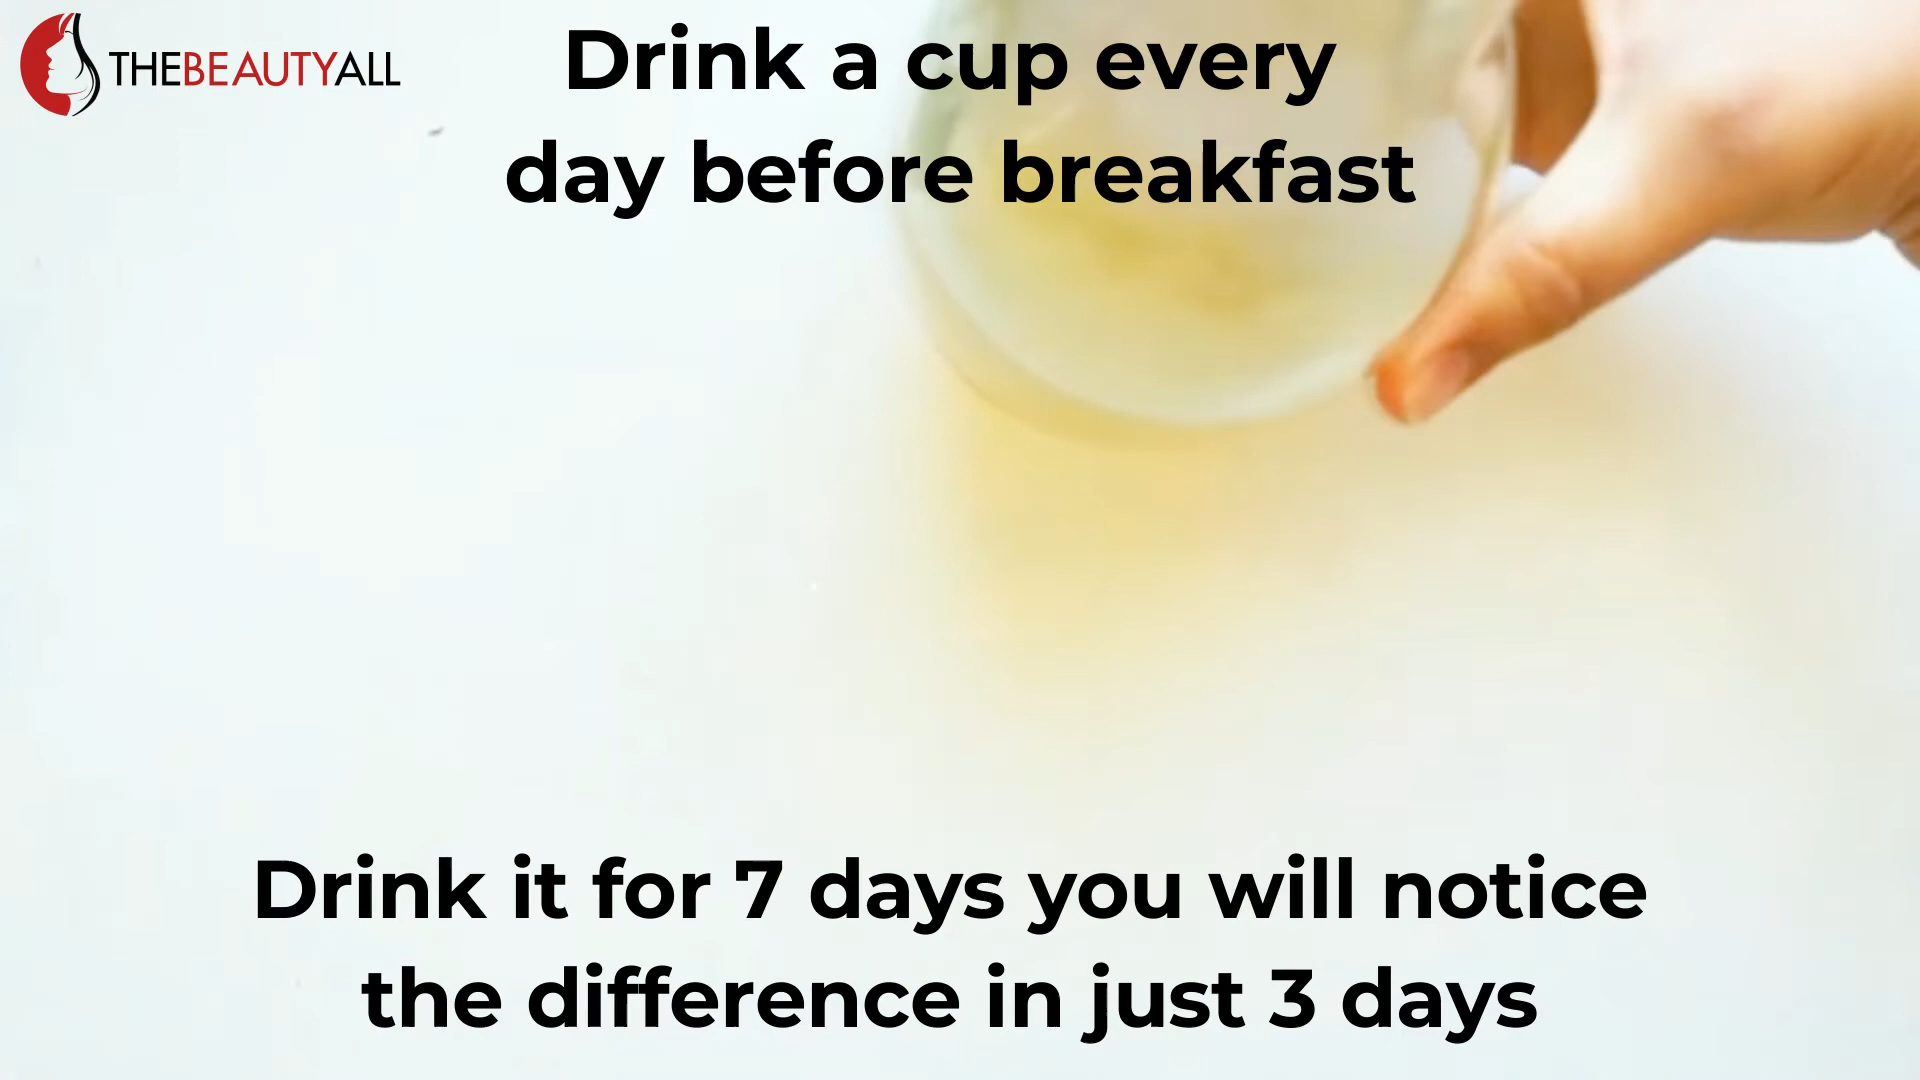 THEBEAUTYALL
Drink a cup every
day before breakfast
Drink it for 7 days you will notice
the difference in just 3 days